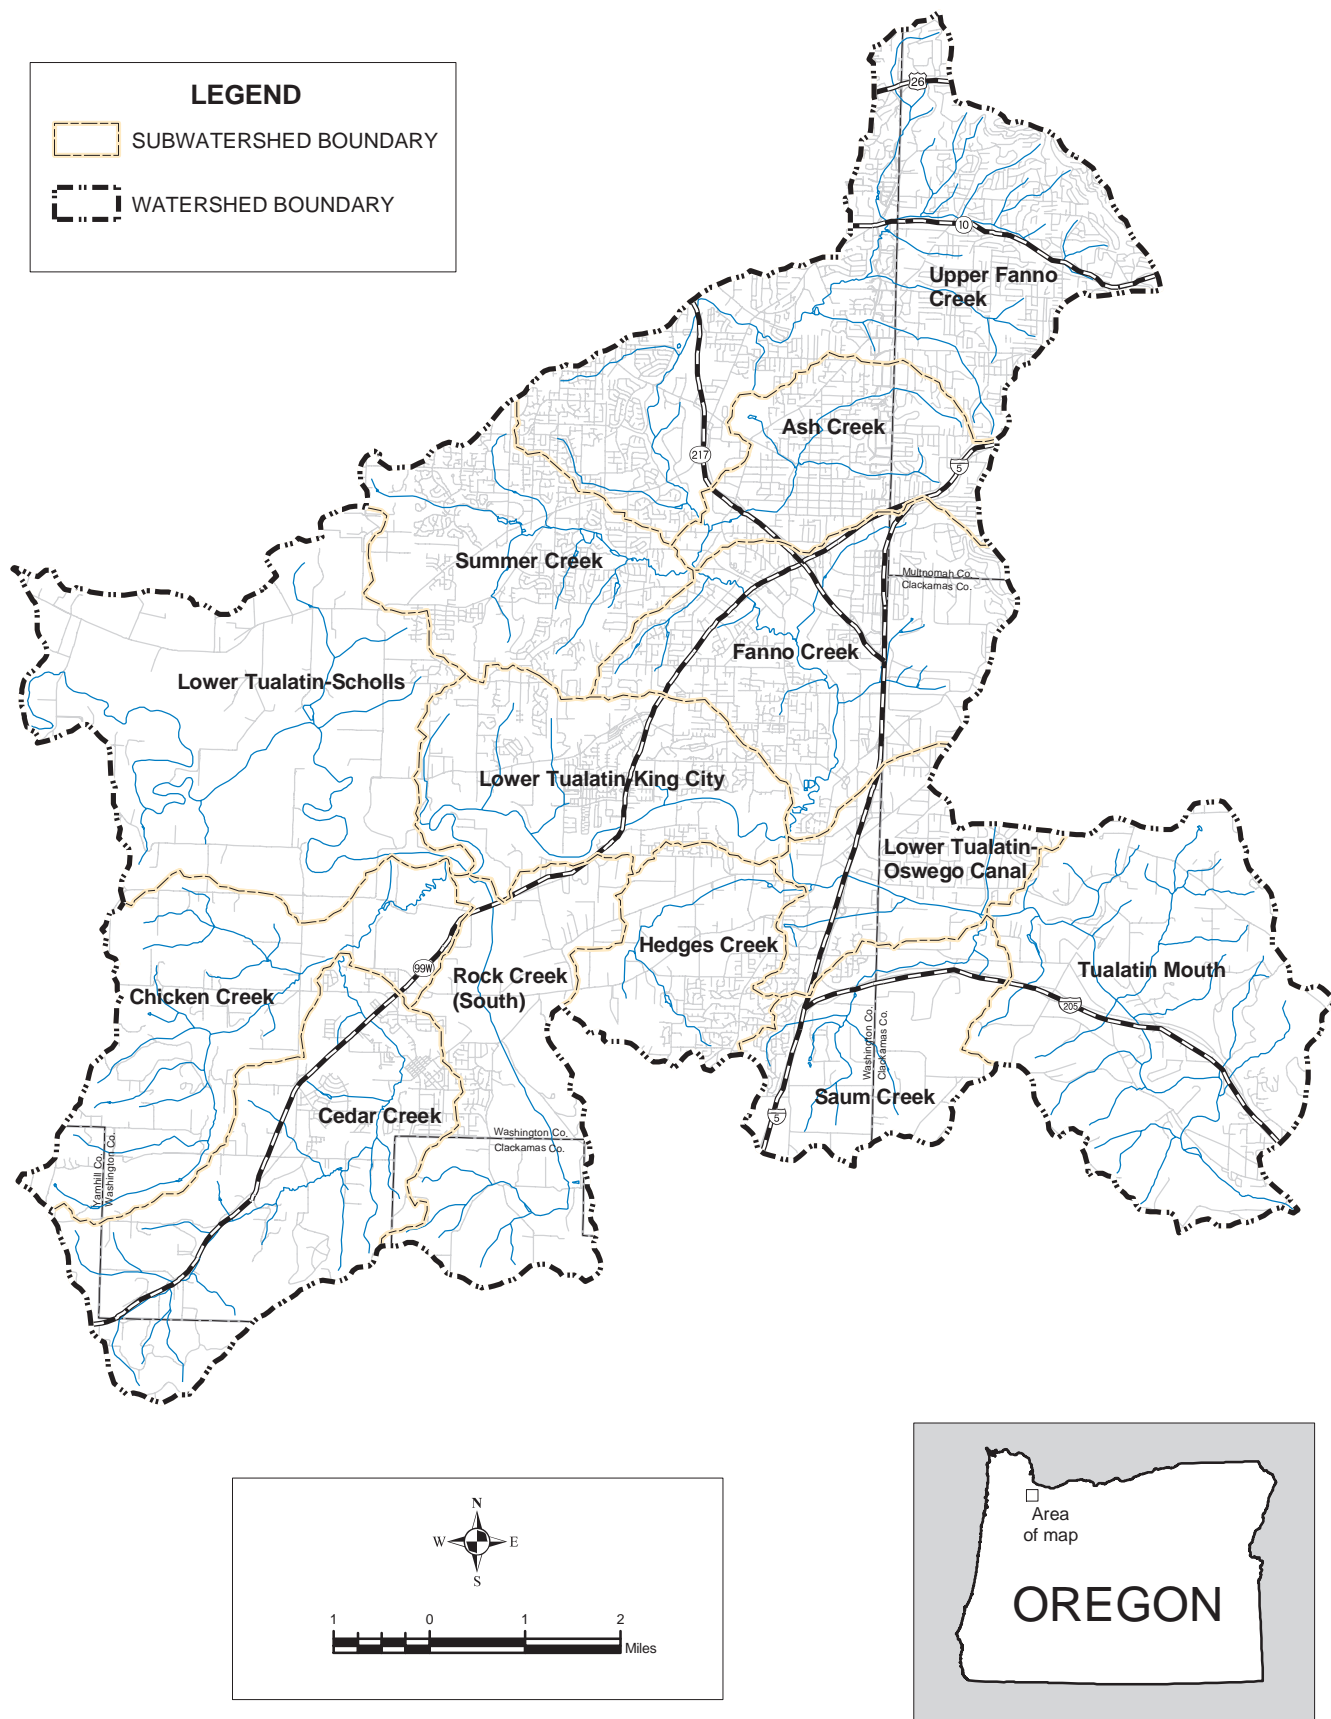 LEGEND
SUBWATERSHED BOUNDARY
WATERSHED BOUNDARY
26
10
Upper Fanno
Creek
Ash Creek
217
5
Summer Creek
Multnomah Co.
Clackamas Co.
Fanno Creek
Lower Tualatin-Scholls
Lower Tualatin-King City
Lower Tualatin-
Oswego Canal
Hedges Creek
99W
Rock Creek
(South)
Tualatin Mouth
Chicken Creek
205
Washington Co.
Clackamas Co.
Saum Creek
5
Cedar Creek
Washington Co.
Clackamas Co.
Yamhill Co.
Washington Co.
N
W
E
S
1
0
1
2
Miles
Area
of map
OREGON